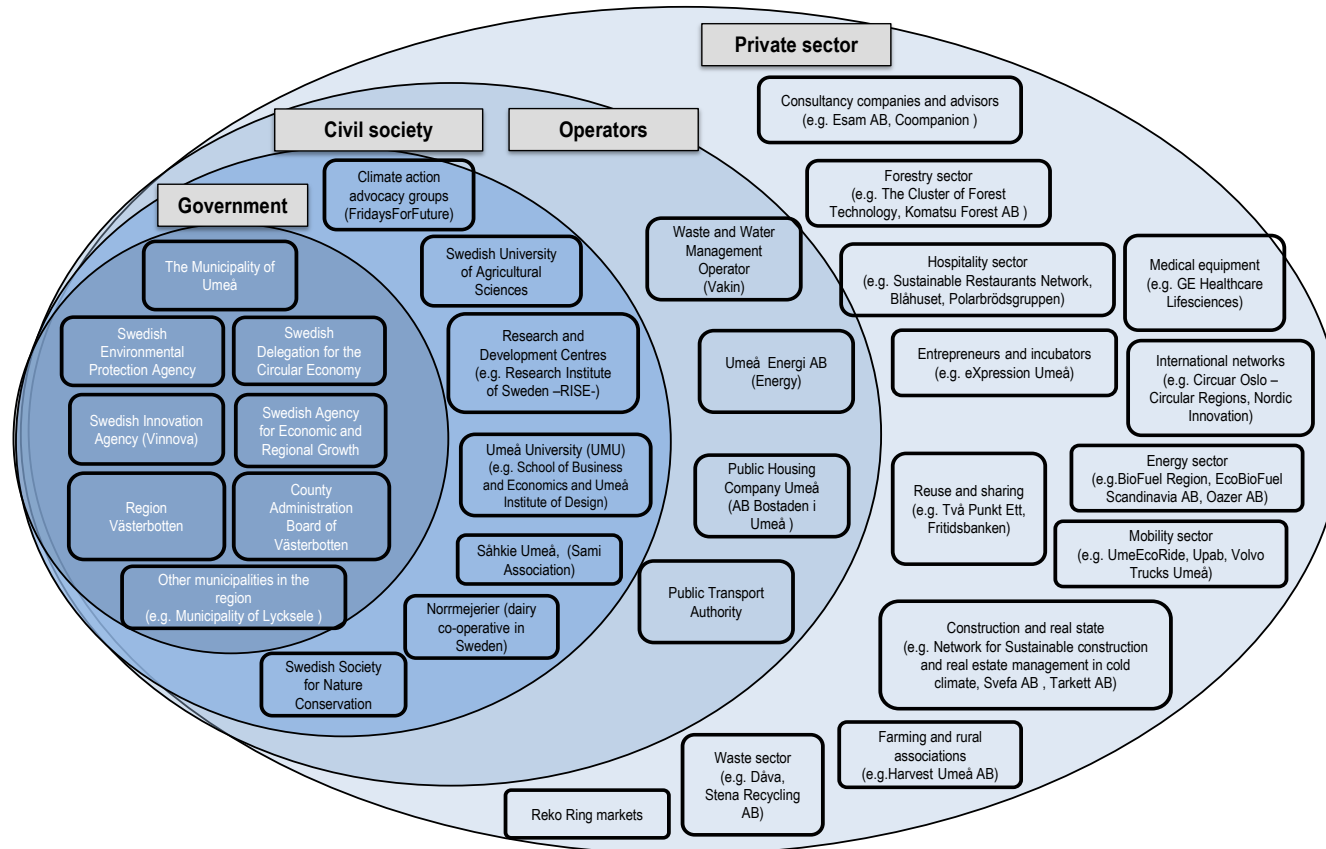 Private sector
Consultancy companies and advisors
(e.g. Esam AB, Coompanion )
Civil society
Operators
Climate action
advocacy groups
(FridaysForFuture)
Forestry sector
(e.g. The Cluster of Forest
Technology, Komatsu Forest AB )
Government
The Municipality of
Umeå
Swedish University
of Agricultural
Sciences
Waste and Water
Management
Operator
(Vakin)
Hospitality sector
(e.g. Sustainable Restaurants Network,
Blåhuset, Polarbrödsgruppen)
Medical equipment
(e.g. GE Healthcare
Lifesciences)
Swedish
Environmental
Protection Agency
Swedish
Delegation for the
Circular Economy
Research and
Development Centres
(e.g. Research Institute
of Sweden –RISE-)
Umeå  Energi AB
(Energy)
Entrepreneurs and incubators
(e.g. eXpression Umeå)
International networks
(e.g. Circuar Oslo –
Circular Regions, Nordic
Innovation)
Swedish Innovation
Agency (Vinnova)
Swedish Agency
for Economic and
Regional Growth
Umeå University (UMU)
(e.g. School of Business
and Economics and Umeå
Institute of Design)
Public Housing
Company Umeå
(AB Bostaden i
Umeå )
Reuse and sharing
(e.g. Två Punkt Ett,
Fritidsbanken)
Energy sector
(e.g.BioFuel Region, EcoBioFuel
Scandinavia AB, Oazer AB)
Region
Västerbotten
County
Administration
Board of
Västerbotten
Mobility sector
(e.g. UmeEcoRide, Upab, Volvo
Trucks Umeå)
Såhkie Umeå,  (Sami
Association)
Other municipalities in the
region
(e.g. Municipality of Lycksele )
Norrmejerier (dairy
co-operative in
Sweden)
Public Transport
Authority
Construction and real state
(e.g. Network for Sustainable construction
and real estate management in cold
climate, Svefa AB , Tarkett AB)
Swedish Society
for Nature
Conservation
Waste sector
(e.g. Dåva,
Stena Recycling
AB)
Farming and rural
associations
(e.g.Harvest Umeå AB)
Reko Ring markets